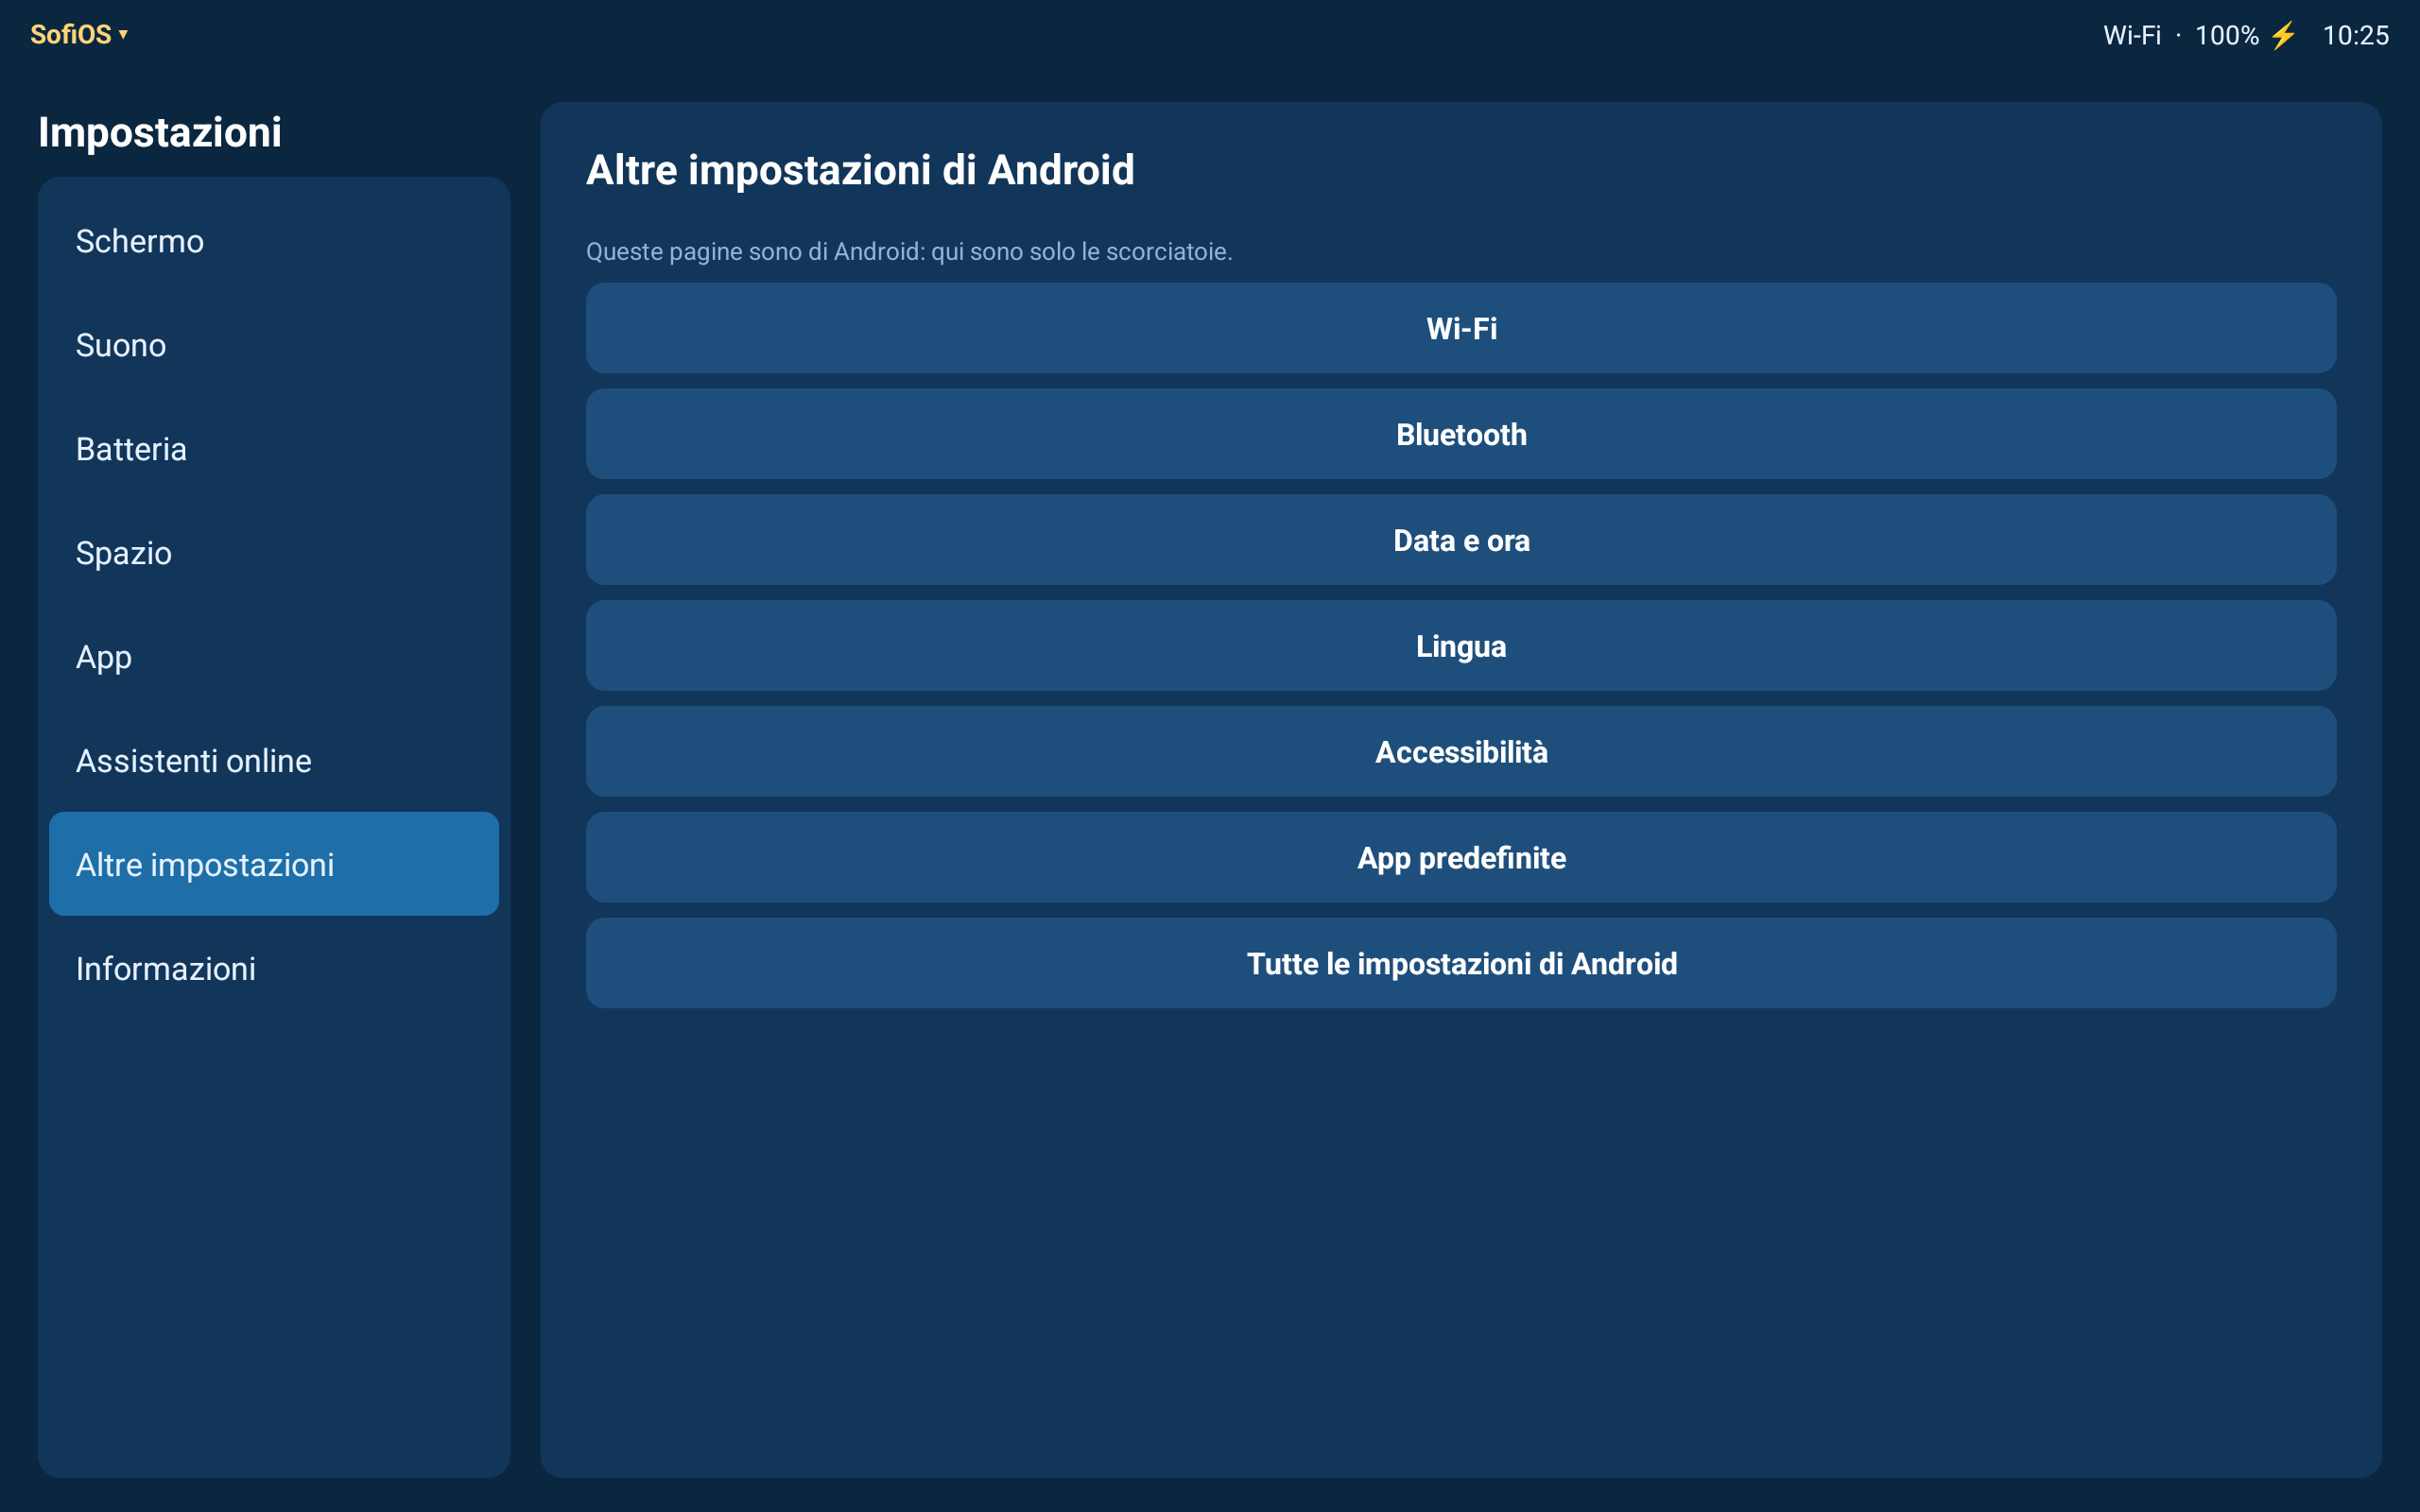 SofiOS ▾
Wi-Fi · 100% ⚡ 10:25
Impostazioni
Schermo
Suono
Batteria
Spazio
App
Assistenti online
Altre impostazioni
Informazioni
Altre impostazioni di Android
Queste pagine sono di Android: qui sono solo le scorciatoie.
Wi-Fi
Bluetooth
Data e ora
Lingua
Accessibilità
App predefinite
Tutte le impostazioni di Android